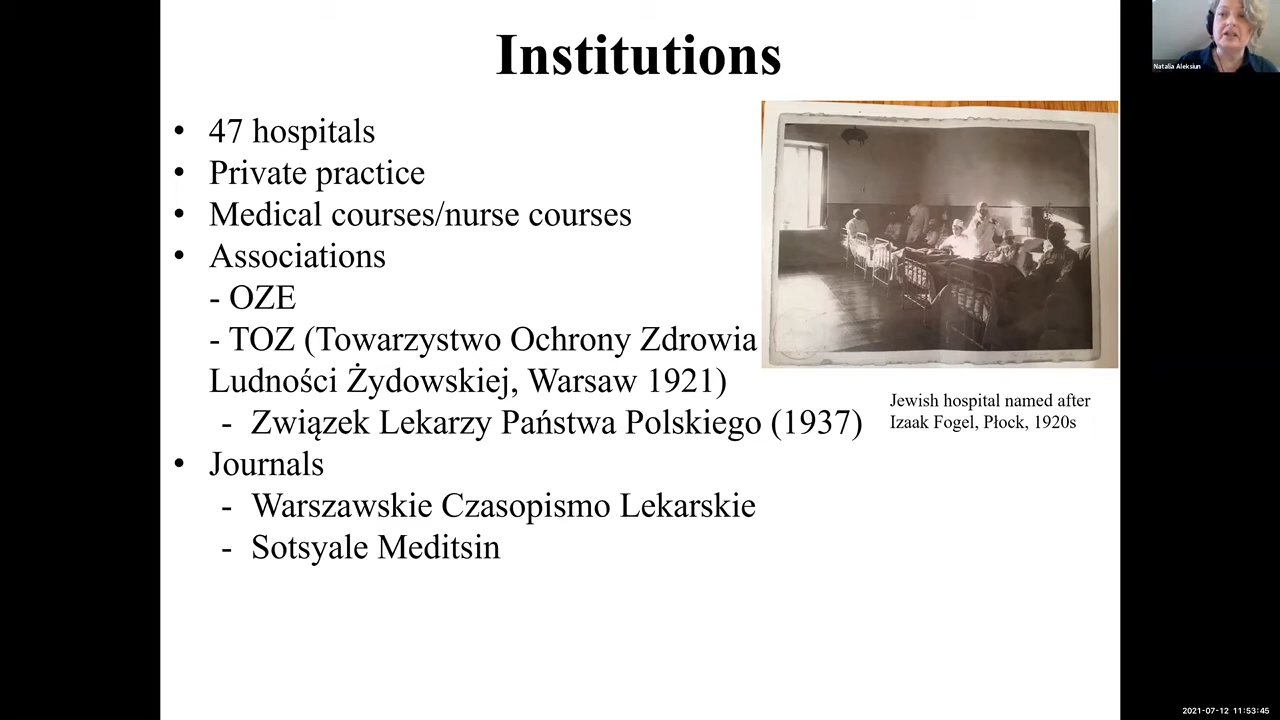 Institutions
• 47 hospitals
• Private practice
• Medical courses/nurse courses
• Associations
- OZE
- TOZ (Towarzystwo Ochrony Zdrowia
Ludności Żydowskiej, Warsaw 1921)
- Związek Lekarzy Państwa Polskiego (1937)
• Journals
- Warszawskie Czasopismo Lekarskie
- Sotsyale Meditsin
Jewish hospital named after
Izaak Fogel, Płock, 1920s
Natalia Aleksiun
2021-07-12 11:53:45